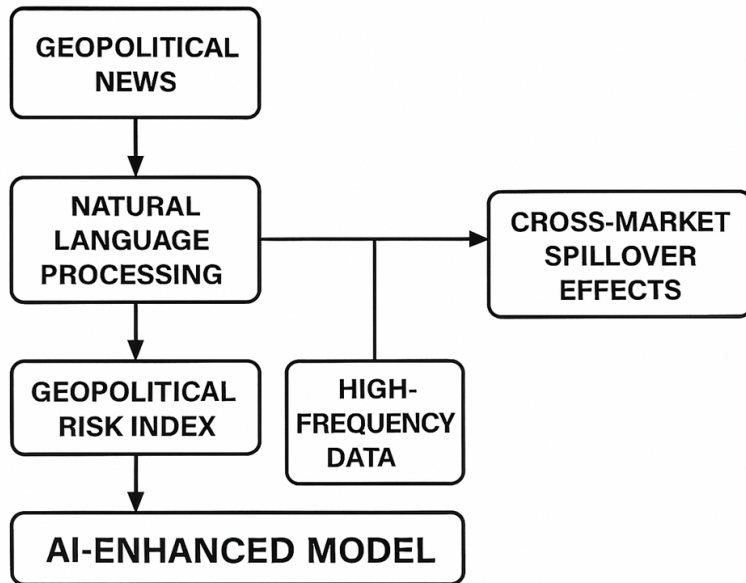 GEOPOLITICAL
NEWS
NATURAL
LANGUAGE
PROCESSING
CROSS-MARKET
SPILLOVER
EFFECTS
GEOPOLITICAL
RISK INDEX
HIGH-
FREQUENCY
DATA
AI-ENHANCED MODEL